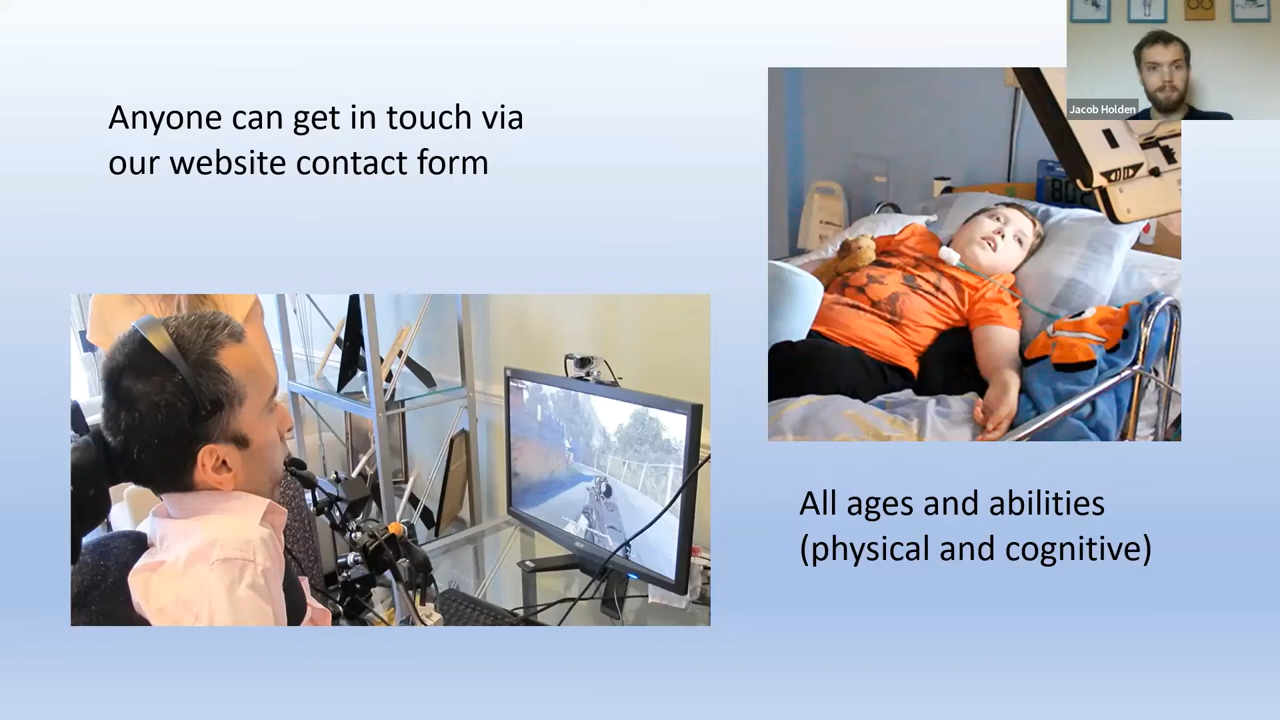 Anyone can get in touch via
our website contact form
Jacob Holden
All ages and abilities
(physical and cognitive)